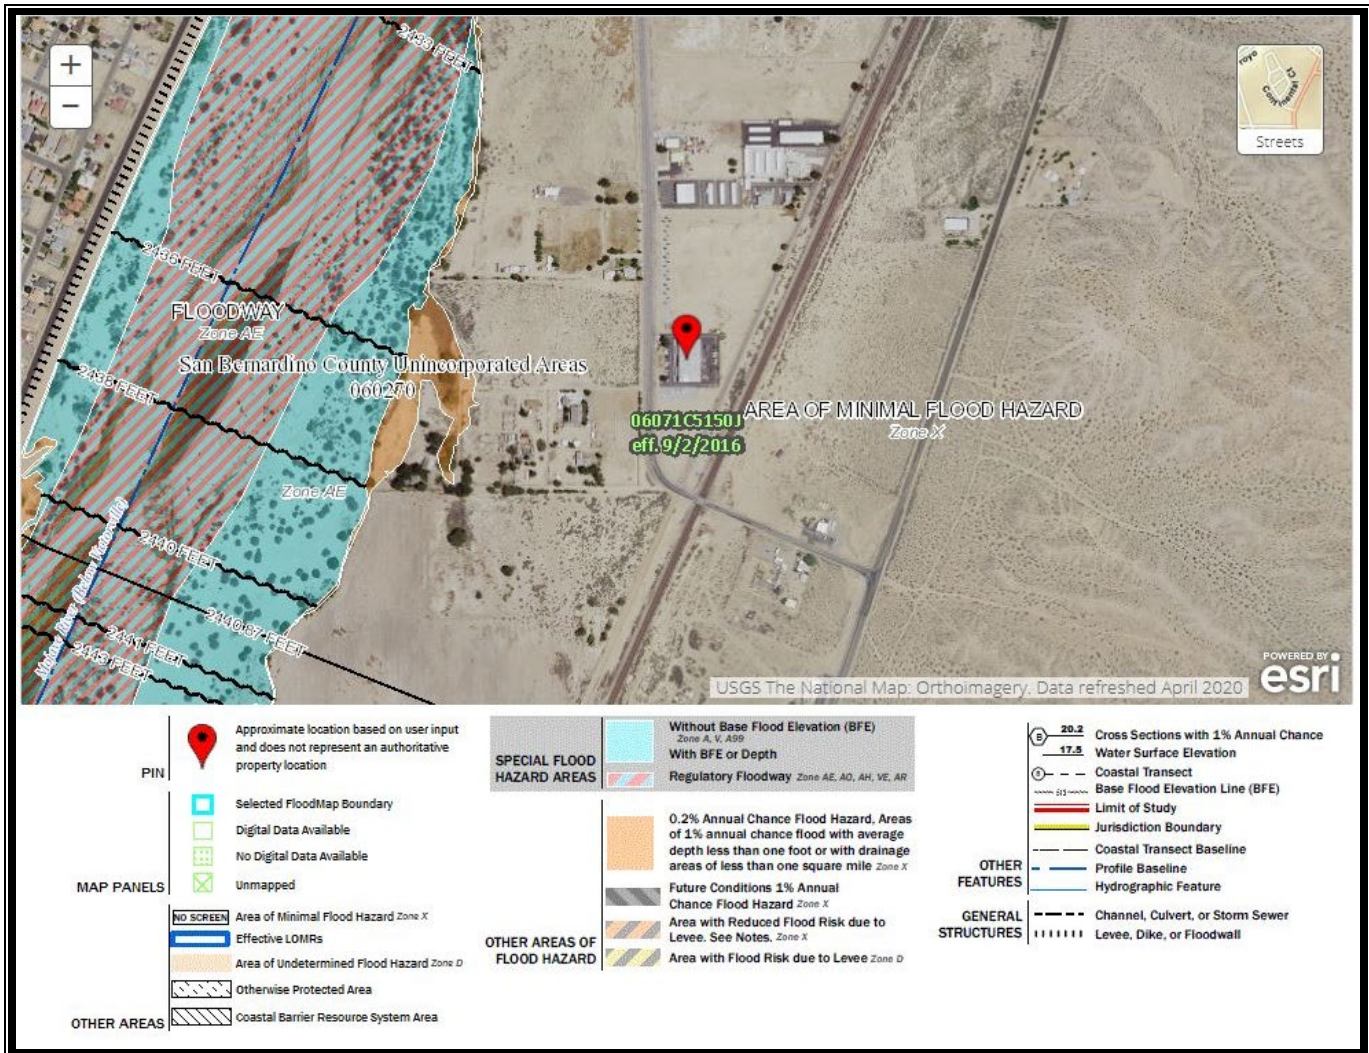 +
−
2433 FEET
royo
Continental Ct
Streets
2436 FEET
FLOODWAY
Zone AE
San Bernardino County Unincorporated Areas
060270
2438 FEET
06071C5150J
eff. 9/2/2016
AREA OF MINIMAL FLOOD HAZARD
Zone X
Zone AE
2440 FEET
2440.87 FEET
2441 FEET
2443 FEET
Mojave River (Below Victorville)
POWERED BY
esri
USGS The National Map: Orthoimagery. Data refreshed April 2020
PIN
Approximate location based on user input
and does not represent an authoritative
property location
MAP PANELS
Selected FloodMap Boundary
Digital Data Available
No Digital Data Available
Unmapped
OTHER AREAS
NO SCREEN Area of Minimal Flood Hazard Zone X
Effective LOMRs
Area of Undetermined Flood Hazard Zone D
Otherwise Protected Area
Coastal Barrier Resource System Area
SPECIAL FLOOD
HAZARD AREAS
Without Base Flood Elevation (BFE)
Zone A, V, A99
With BFE or Depth
Regulatory Floodway Zone AE, AO, AH, VE, AR
OTHER AREAS OF
FLOOD HAZARD
0.2% Annual Chance Flood Hazard, Areas
of 1% annual chance flood with average
depth less than one foot or with drainage
areas of less than one square mile Zone X
Future Conditions 1% Annual
Chance Flood Hazard Zone X
Area with Reduced Flood Risk due to
Levee. See Notes. Zone X
Area with Flood Risk due to Levee Zone D
OTHER
FEATURES
B 20.2 Cross Sections with 1% Annual Chance
17.5 Water Surface Elevation
8 Coastal Transect
513 Base Flood Elevation Line (BFE)
Limit of Study
Jurisdiction Boundary
Coastal Transect Baseline
Profile Baseline
Hydrographic Feature
GENERAL
STRUCTURES
Channel, Culvert, or Storm Sewer
Levee, Dike, or Floodwall